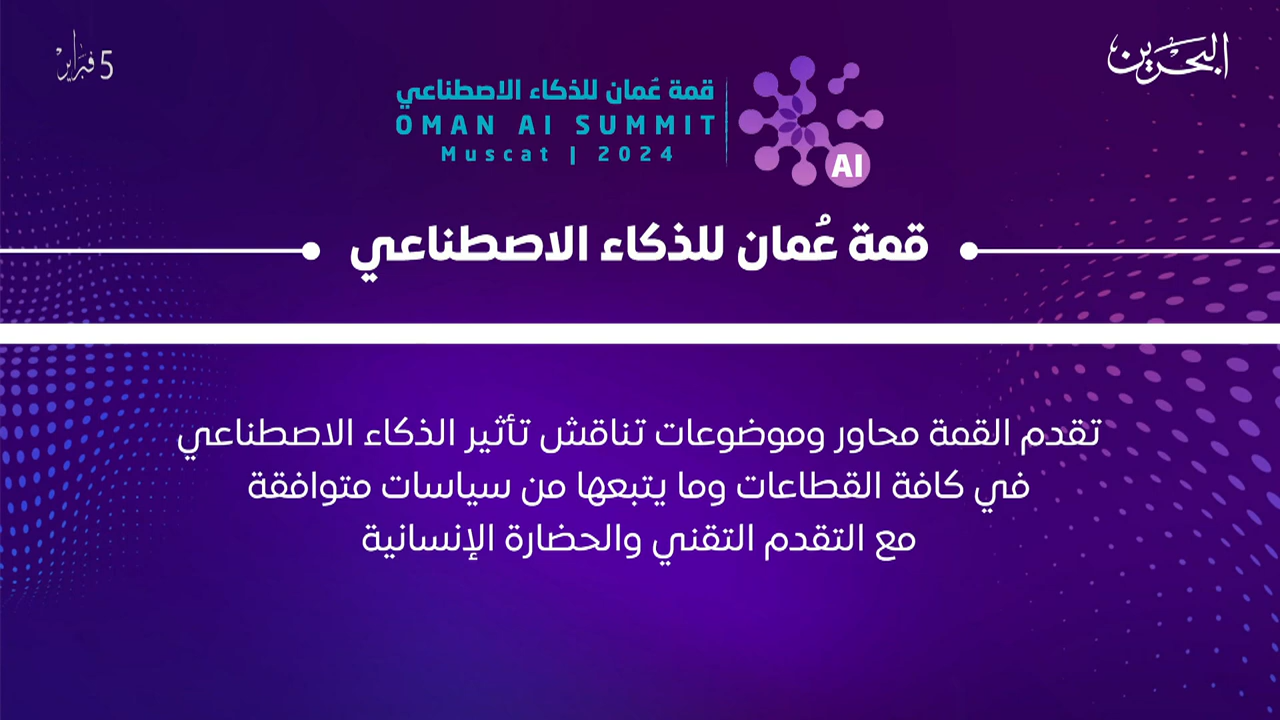 البحرين
5 فبراير
قمة عُمان للذكاء الاصطناعي
OMAN AI SUMMIT
Muscat | 2024
AI
قمة عُمان للذكاء الاصطناعي
تقدم القمة محاور وموضوعات تناقش تأثير الذكاء الاصطناعي
في كافة القطاعات وما يتبعها من سياسات متوافقة
مع التقدم التقني والحضارة الإنسانية